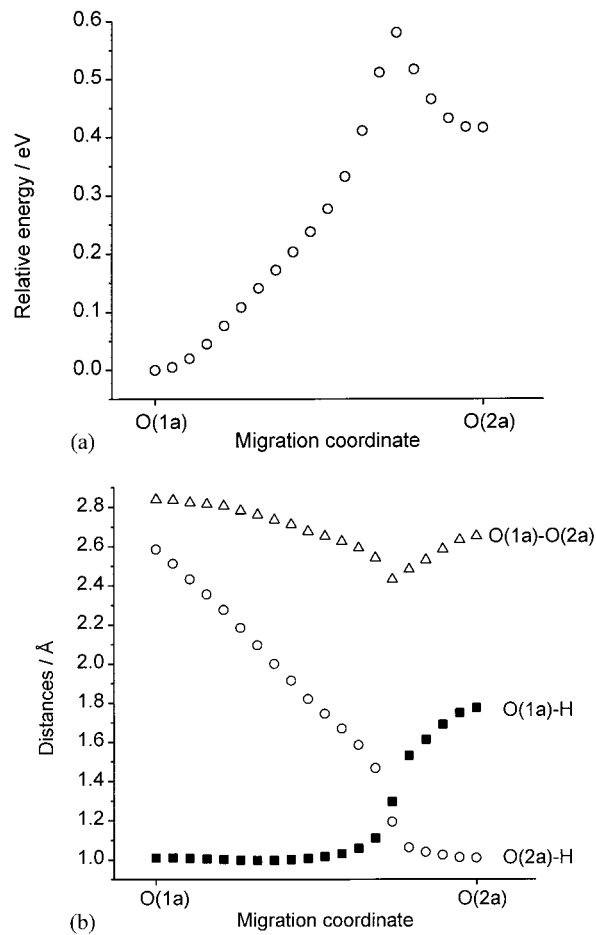 0.6
0.5
0.4
0.3
0.2
0.1
0.0
Relative energy / eV
O(1a)
O(2a)
(a)
Migration coordinate
2.8
2.6
2.4
2.2
2.0
1.8
1.6
1.4
1.2
1.0
Distances / Å
O(1a)-O(2a)
O(1a)-H
O(2a)-H
O(1a)
O(2a)
(b)
Migration coordinate